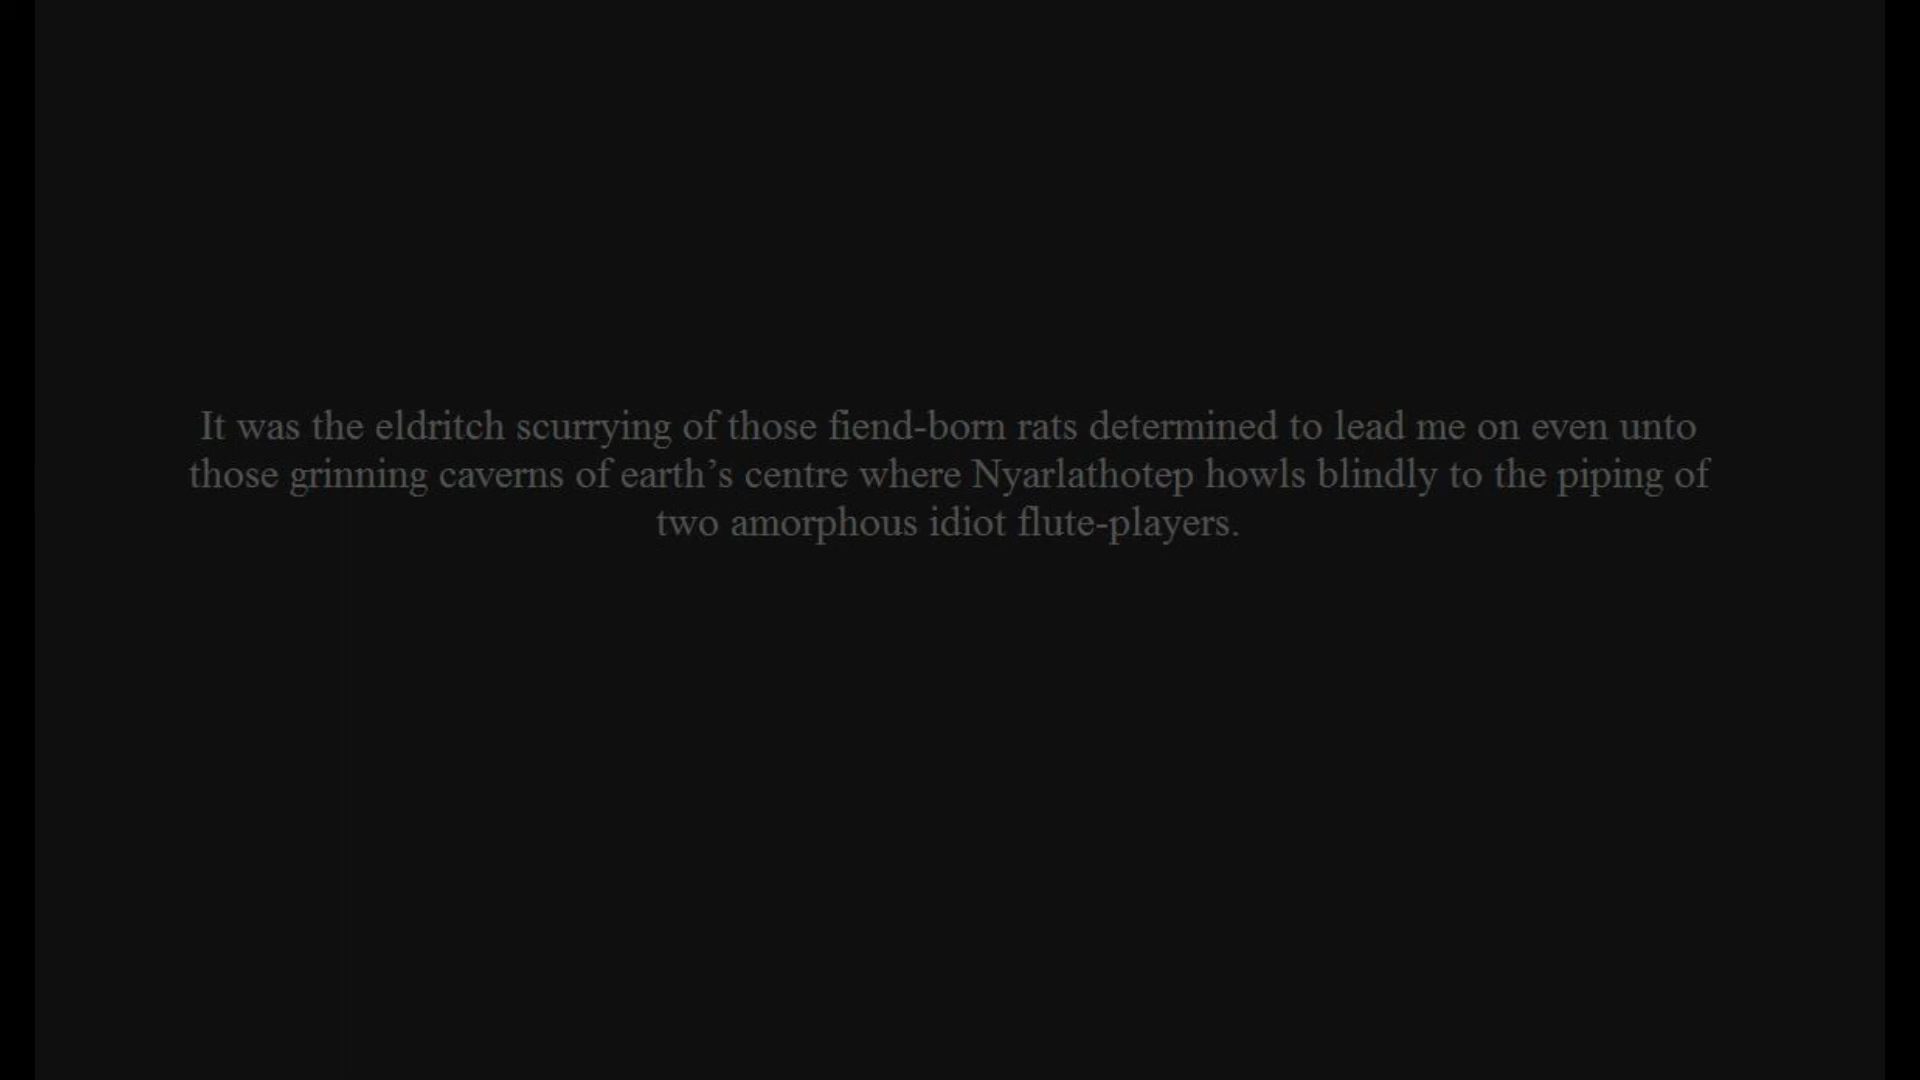 It was the eldritch scurrying of those fiend-born rats determined to lead me on even unto
those grinning caverns of earth’s centre where Nyarlathotep howls blindly to the piping of
two amorphous idiot flute-players.